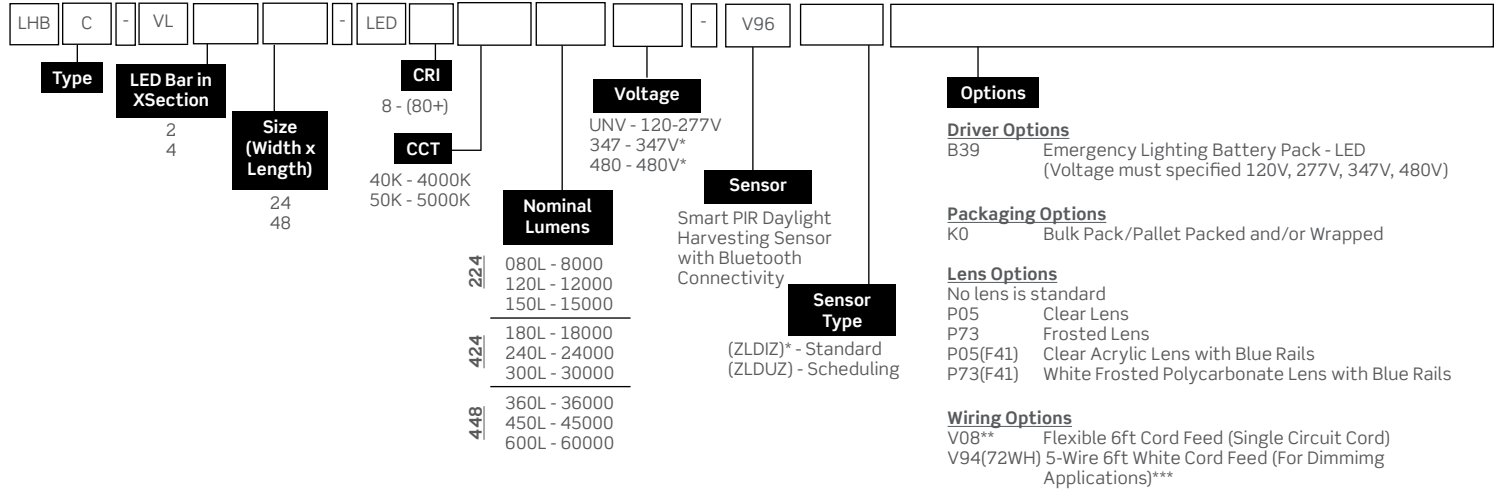 LHB C - VL - LED - V96
Type
LED Bar in
XSection
2
4
Size
(Width x
Length)
24
48
CRI
8 - (80+)
CCT
40K - 4000K
50K - 5000K
Nominal
Lumens
224
080L - 8000
120L - 12000
150L - 15000
424
180L - 18000
240L - 24000
300L - 30000
448
360L - 36000
450L - 45000
600L - 60000
Voltage
UNV - 120-277V
347 - 347V*
480 - 480V*
Sensor
Smart PIR Daylight
Harvesting Sensor
with Bluetooth
Connectivity
Sensor
Type
(ZLDIZ)* - Standard
(ZLDUZ) - Scheduling
Options
Driver Options
B39 Emergency Lighting Battery Pack - LED
(Voltage must specified 120V, 277V, 347V, 480V)
Packaging Options
K0 Bulk Pack/Pallet Packed and/or Wrapped
Lens Options
No lens is standard
P05 Clear Lens
P73 Frosted Lens
P05(F41) Clear Acrylic Lens with Blue Rails
P73(F41) White Frosted Polycarbonate Lens with Blue Rails
Wiring Options
V08** Flexible 6ft Cord Feed (Single Circuit Cord)
V94(72WH) 5-Wire 6ft White Cord Feed (For Dimmimg
Applications)***